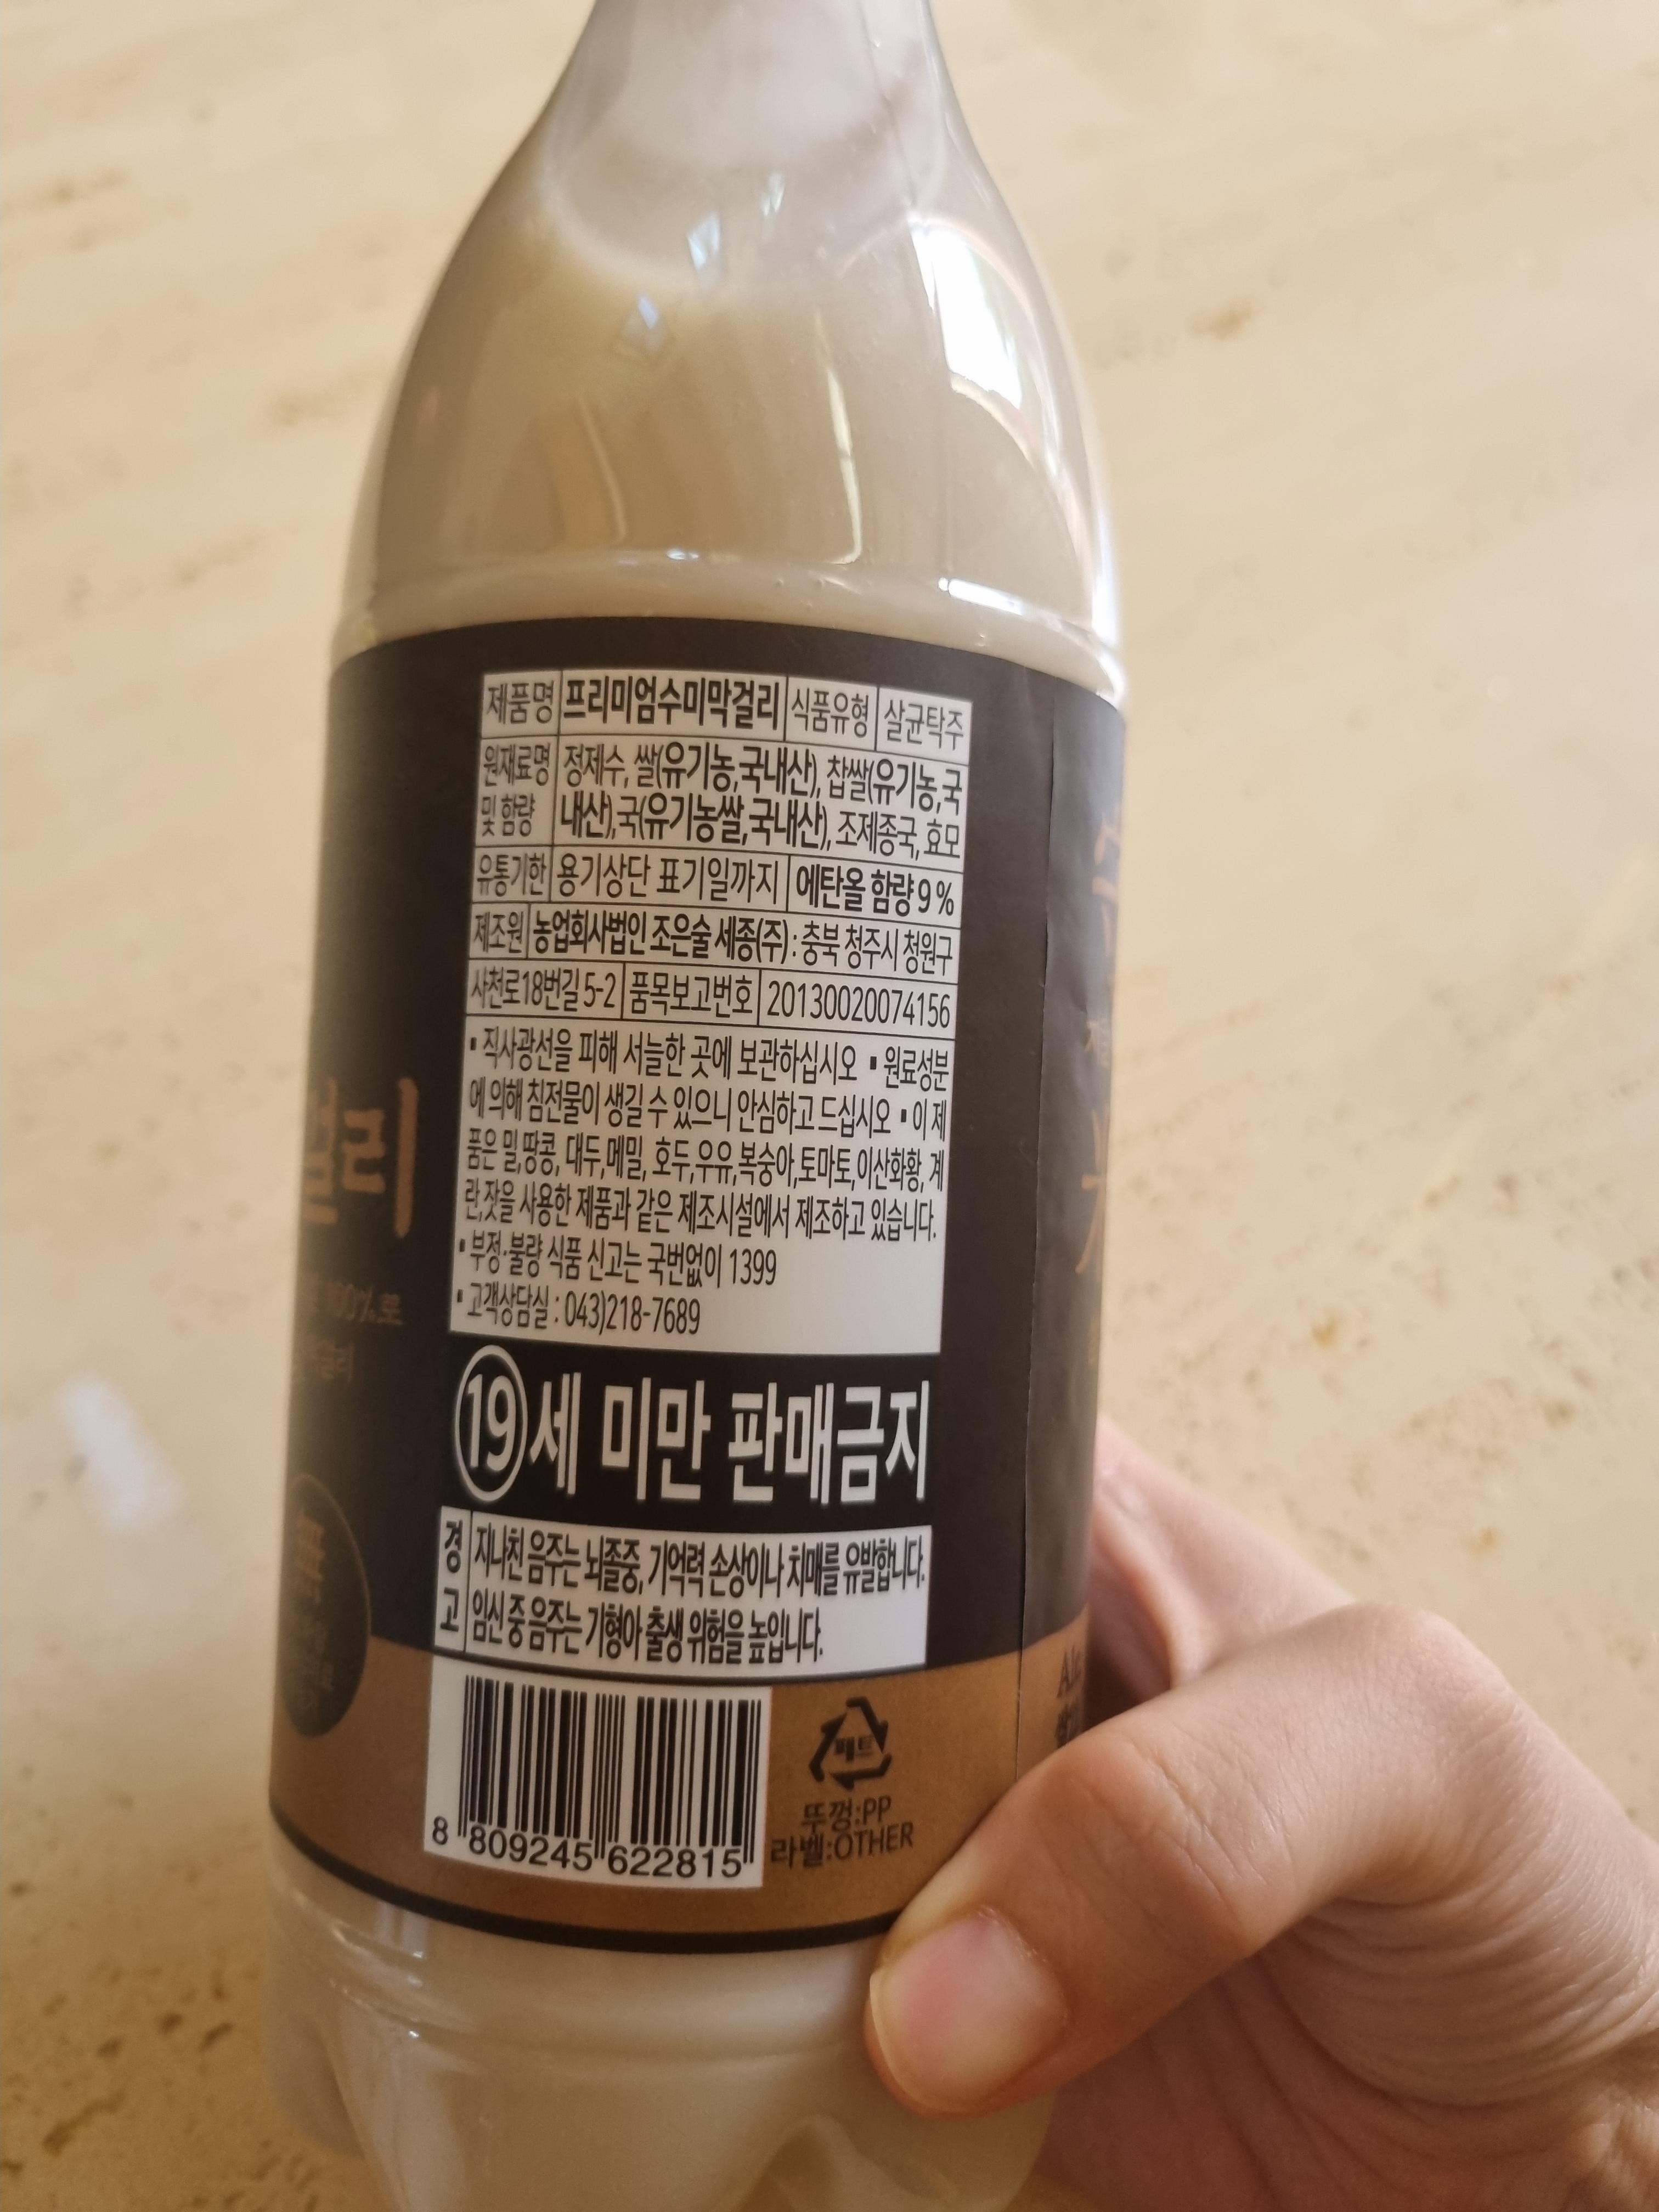 제품명 프리미엄수미막걸리 식품유형 살균탁주
원재료명 정제수, 쌀(유기농,국내산), 찹쌀(유기농,국
및 함량 내산),국(유기농쌀,국내산), 조제종국, 효모
유통기한 용기상단 표기일까지 에탄올 함량 9 %
제조원 농업회사법인 조은술 세종(주) : 충북 청주시 청원구
사천로18번길 5-2 품목보고번호 20130020074156
▪ 직사광선을 피해 서늘한 곳에 보관하십시오 ▪ 원료성분
에 의해 침전물이 생길 수 있으니 안심하고 드십시오 ▪ 이 제
품은 밀,땅콩, 대두,메밀, 호두,우유,복숭아,토마토,이산화황, 계
란,잣을 사용한 제품과 같은 제조시설에서 제조하고 있습니다.
▪ 부정·불량 식품 신고는 국번없이 1399
▪ 고객상담실 : 043)218-7689
19세 미만 판매금지
경고 지나친 음주는 뇌졸중, 기억력 손상이나 치매를 유발합니다.
임신 중 음주는 기형아 출생 위험을 높입니다.
8 809245 622815
페트
뚜껑:PP
라벨:OTHER
걸리
100%로
Alc